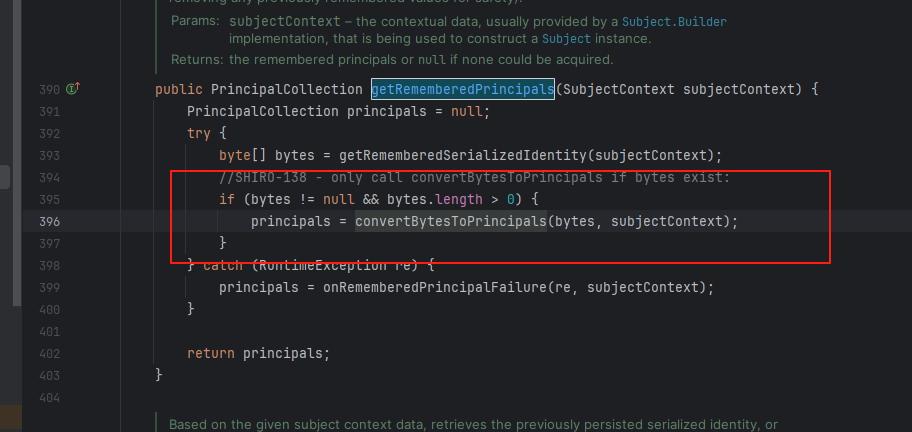 removing any previously remembered values for safety).
Params: subjectContext – the contextual data, usually provided by a Subject.Builder
implementation, that is being used to construct a Subject instance.
Returns: the remembered principals or null if none could be acquired.
390 public PrincipalCollection getRememberedPrincipals(SubjectContext subjectContext) {
391 PrincipalCollection principals = null;
392 try {
393 byte[] bytes = getRememberedSerializedIdentity(subjectContext);
394 //SHIRO-138 - only call convertBytesToPrincipals if bytes exist:
395 if (bytes != null && bytes.length > 0) {
396 principals = convertBytesToPrincipals(bytes, subjectContext);
397 }
398 } catch (RuntimeException re) {
399 principals = onRememberedPrincipalFailure(re, subjectContext);
400 }
401
402 return principals;
403 }
404
Based on the given subject context data, retrieves the previously persisted serialized identity, or